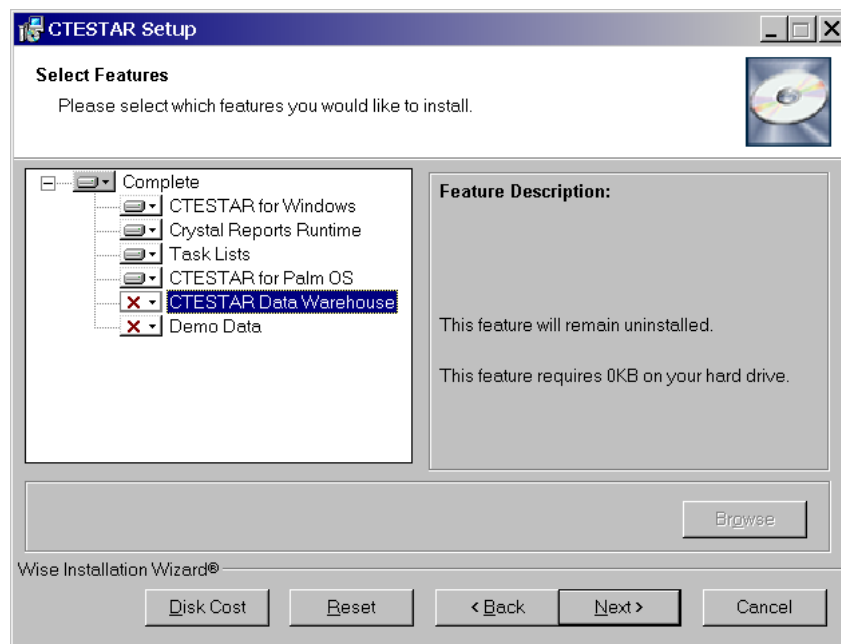 CTESTAR Setup
Select Features
Please select which features you would like to install.
Complete
CTESTAR for Windows
Crystal Reports Runtime
Task Lists
CTESTAR for Palm OS
CTESTAR Data Warehouse
Demo Data
Feature Description:
This feature will remain uninstalled.
This feature requires 0KB on your hard drive.
Browse
Wise Installation Wizard®
Disk Cost
Reset
< Back
Next >
Cancel